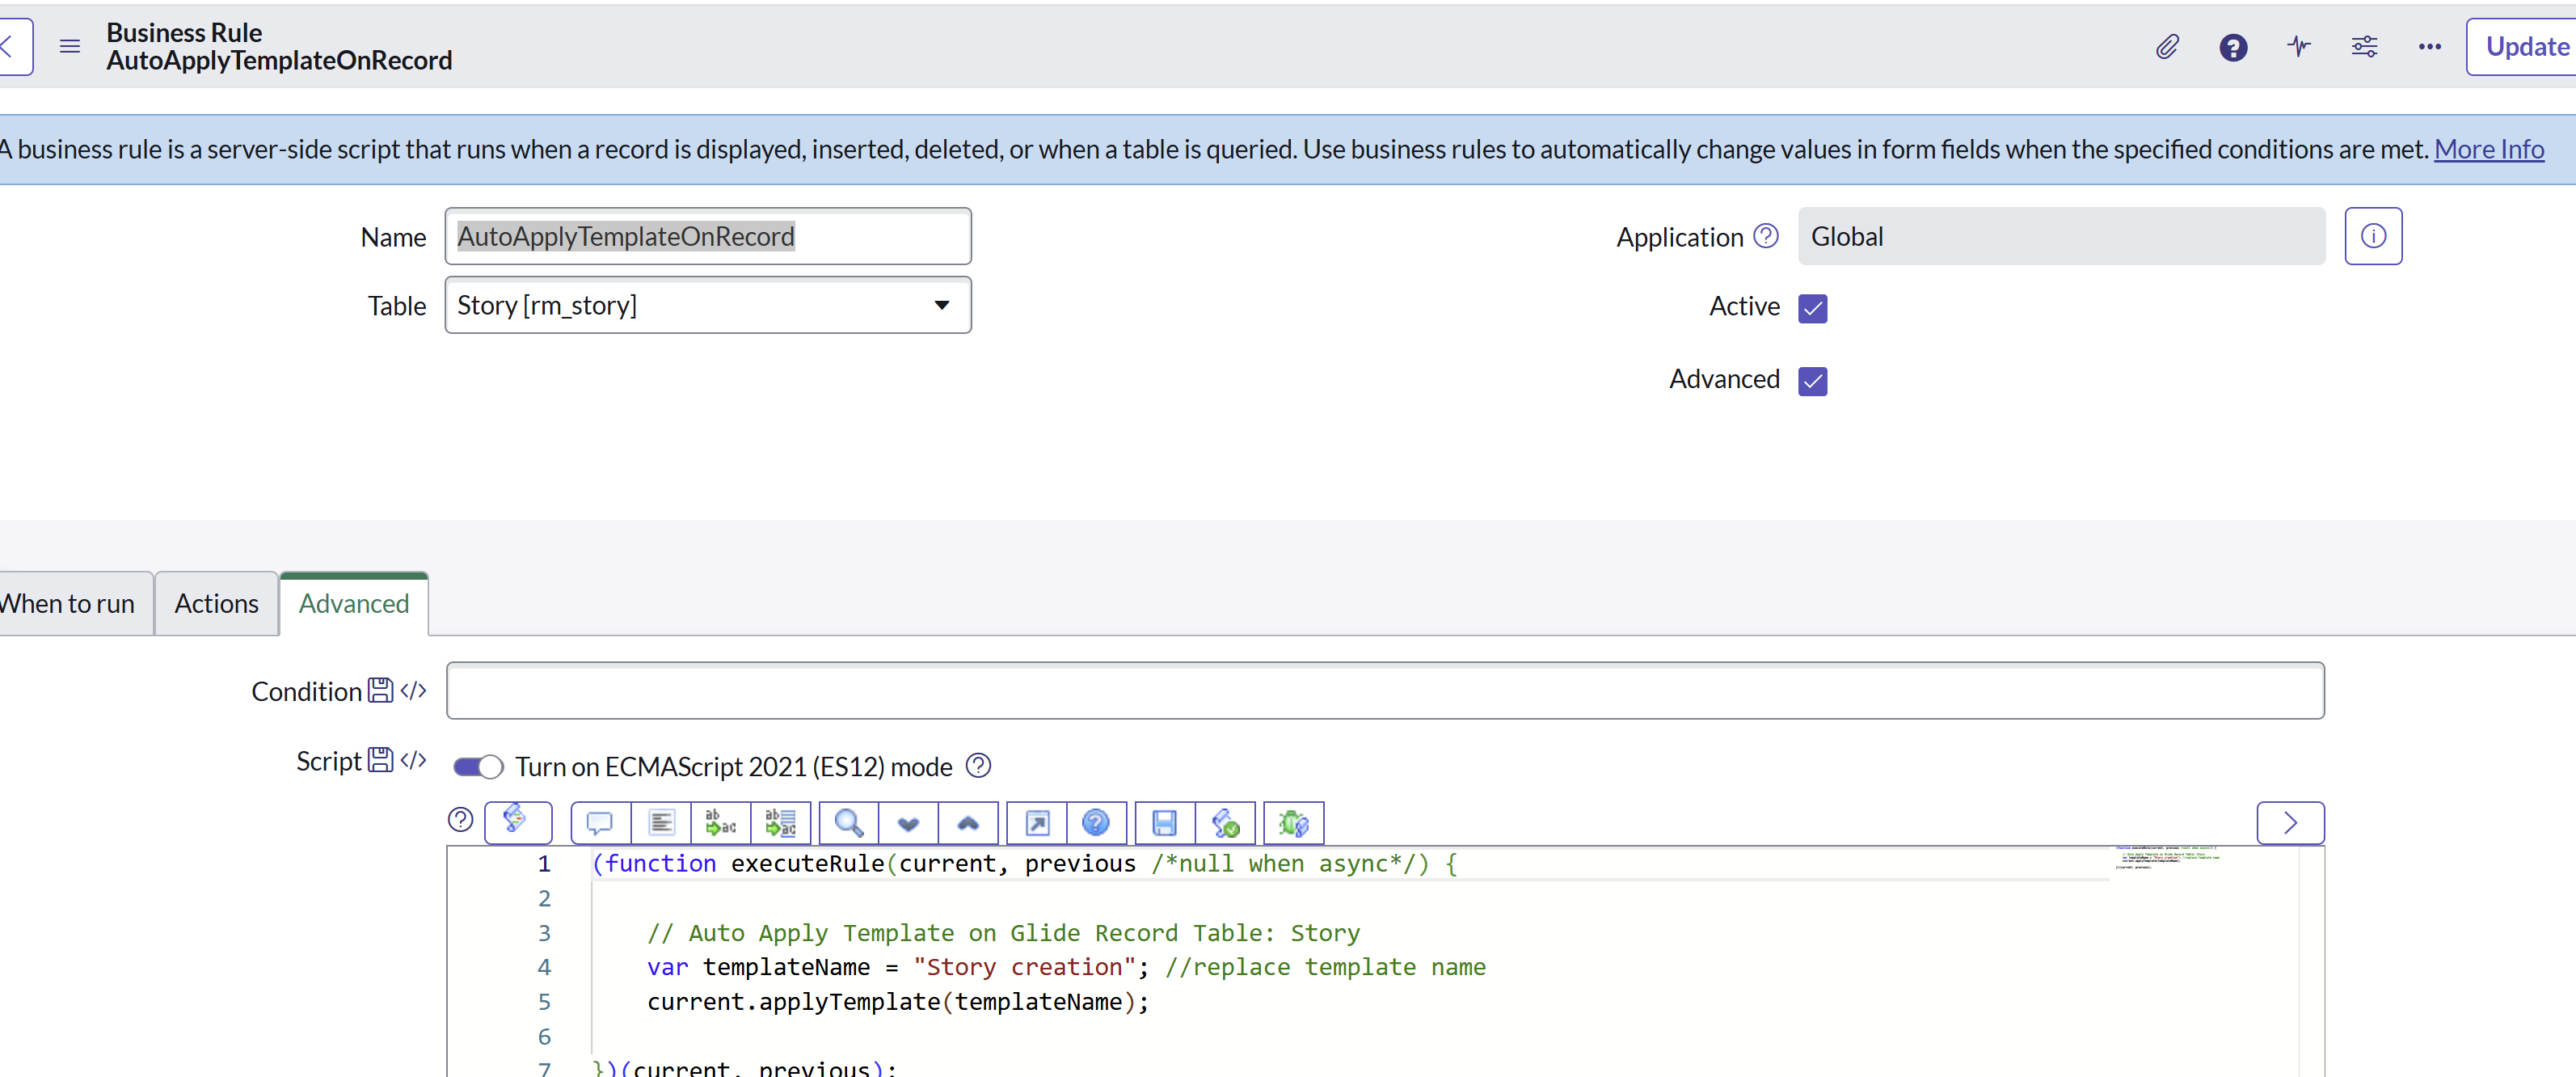 Business Rule
AutoApplyTemplateOnRecord
Update
A business rule is a server-side script that runs when a record is displayed, inserted, deleted, or when a table is queried. Use business rules to automatically change values in form fields when the specified conditions are met. More Info
Name AutoApplyTemplateOnRecord
Application Global
Table Story [rm_story]
Active
Advanced
When to run Actions Advanced
Condition
Script Turn on ECMAScript 2021 (ES12) mode
1 (function executeRule(current, previous /*null when async*/) {
2
3 // Auto Apply Template on Glide Record Table: Story
4 var templateName = "Story creation"; //replace template name
5 current.applyTemplate(templateName);
6
7 })(current, previous);